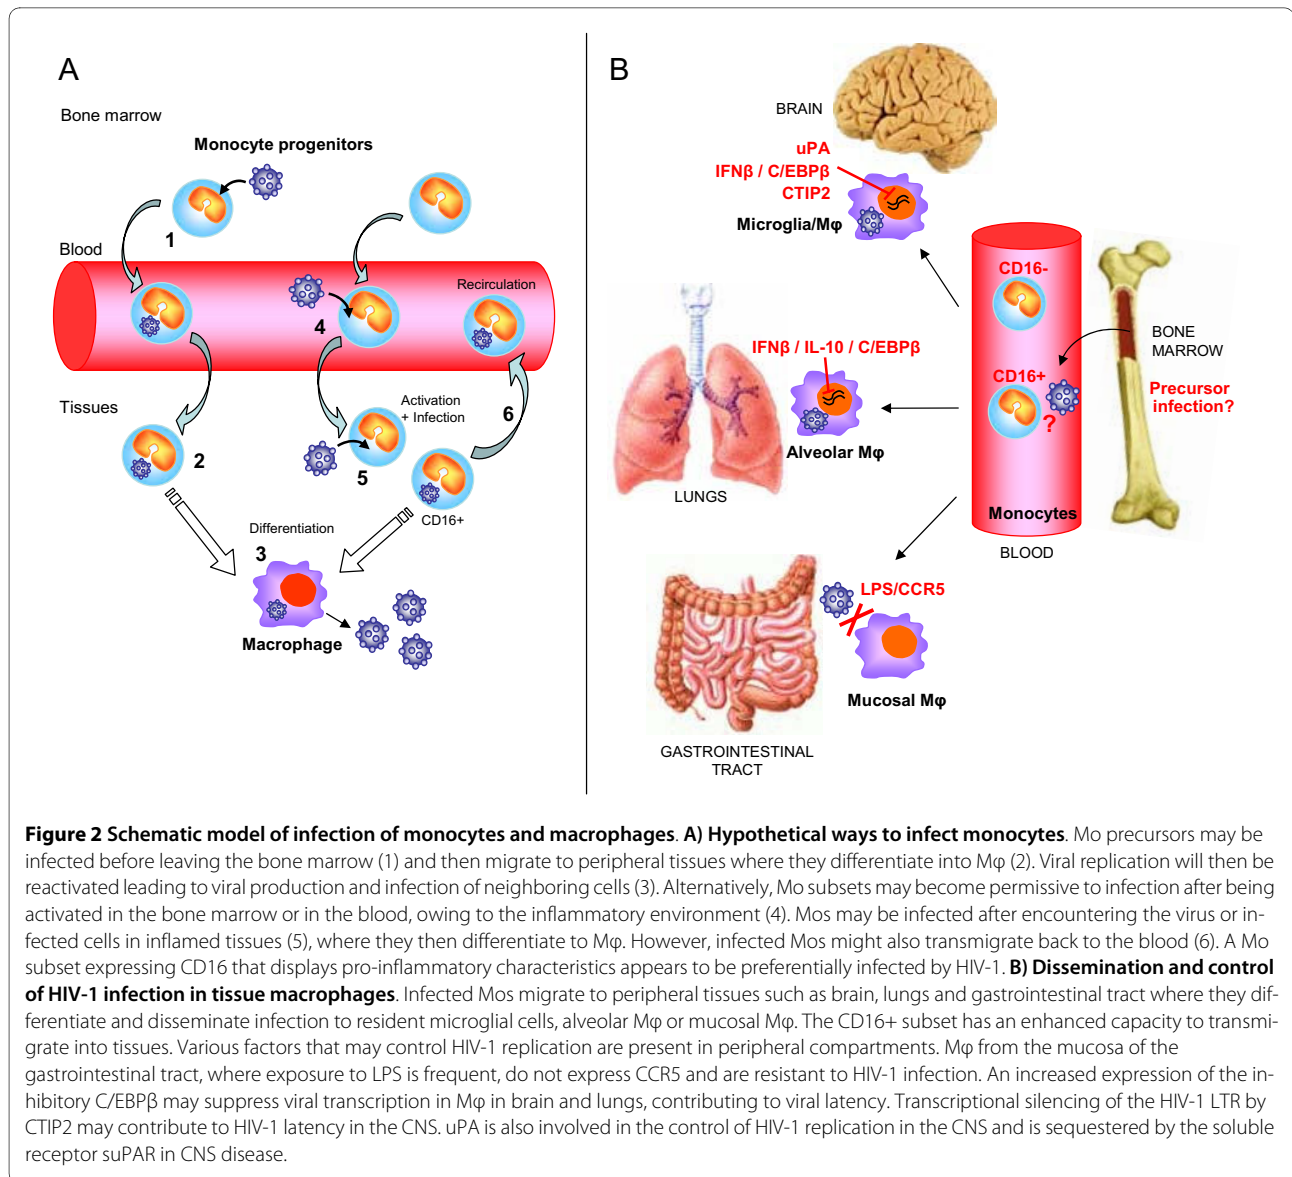 A
Bone marrow
Monocyte progenitors
1
Blood
Recirculation
4
Tissues
Activation
+ Infection
6
2
5
CD16+
Differentiation
3
Macrophage
B
BRAIN
uPA
IFNβ / C/EBPβ
CTIP2
Microglia/Mφ
CD16-
BONE
MARROW
IFNβ / IL-10 / C/EBPβ
CD16+
Precursor
infection?
?
Alveolar Mφ
LUNGS
Monocytes
BLOOD
LPS/CCR5
Mucosal Mφ
GASTROINTESTINAL
TRACT
Figure 2 Schematic model of infection of monocytes and macrophages. A) Hypothetical ways to infect monocytes. Mo precursors may be
infected before leaving the bone marrow (1) and then migrate to peripheral tissues where they differentiate into Mφ (2). Viral replication will then be
reactivated leading to viral production and infection of neighboring cells (3). Alternatively, Mo subsets may become permissive to infection after being
activated in the bone marrow or in the blood, owing to the inflammatory environment (4). Mos may be infected after encountering the virus or in-
fected cells in inflamed tissues (5), where they then differentiate to Mφ. However, infected Mos might also transmigrate back to the blood (6). A Mo
subset expressing CD16 that displays pro-inflammatory characteristics appears to be preferentially infected by HIV-1. B) Dissemination and control
of HIV-1 infection in tissue macrophages. Infected Mos migrate to peripheral tissues such as brain, lungs and gastrointestinal tract where they dif-
ferentiate and disseminate infection to resident microglial cells, alveolar Mφ or mucosal Mφ. The CD16+ subset has an enhanced capacity to transmi-
grate into tissues. Various factors that may control HIV-1 replication are present in peripheral compartments. Mφ from the mucosa of the
gastrointestinal tract, where exposure to LPS is frequent, do not express CCR5 and are resistant to HIV-1 infection. An increased expression of the in-
hibitory C/EBPβ may suppress viral transcription in Mφ in brain and lungs, contributing to viral latency. Transcriptional silencing of the HIV-1 LTR by
CTIP2 may contribute to HIV-1 latency in the CNS. uPA is also involved in the control of HIV-1 replication in the CNS and is sequestered by the soluble
receptor suPAR in CNS disease.